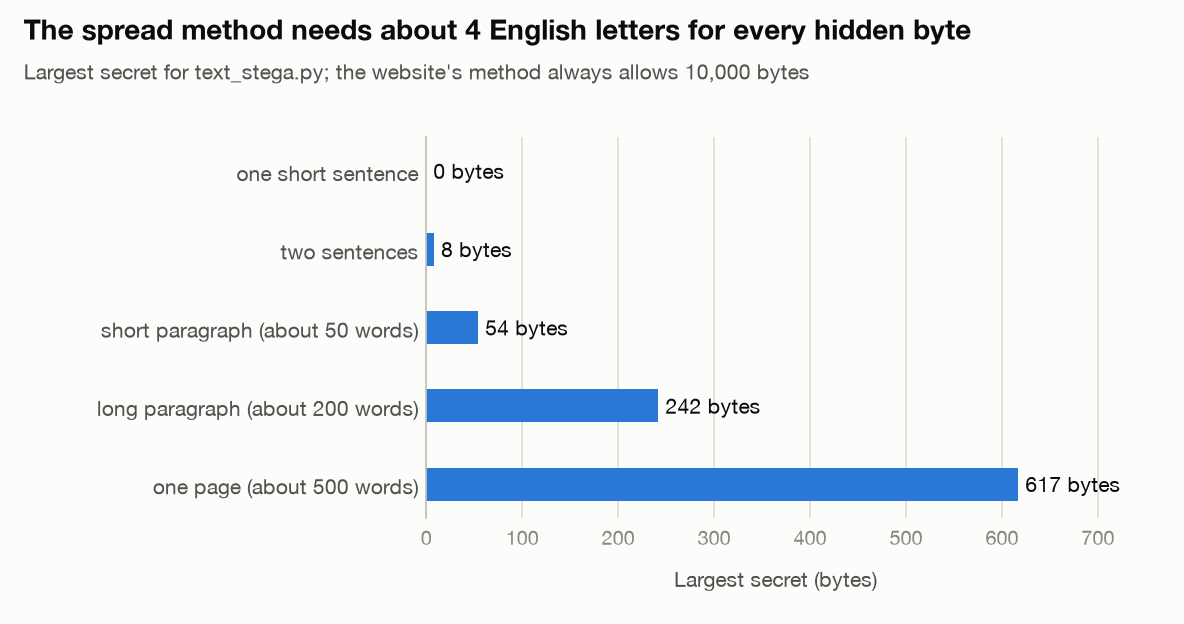 The spread method needs about 4 English letters for every hidden byte
Largest secret for text_stega.py; the website's method always allows 10,000 bytes
one short sentence 0 bytes
two sentences 8 bytes
short paragraph (about 50 words) 54 bytes
long paragraph (about 200 words) 242 bytes
one page (about 500 words) 617 bytes
0 100 200 300 400 500 600 700
Largest secret (bytes)